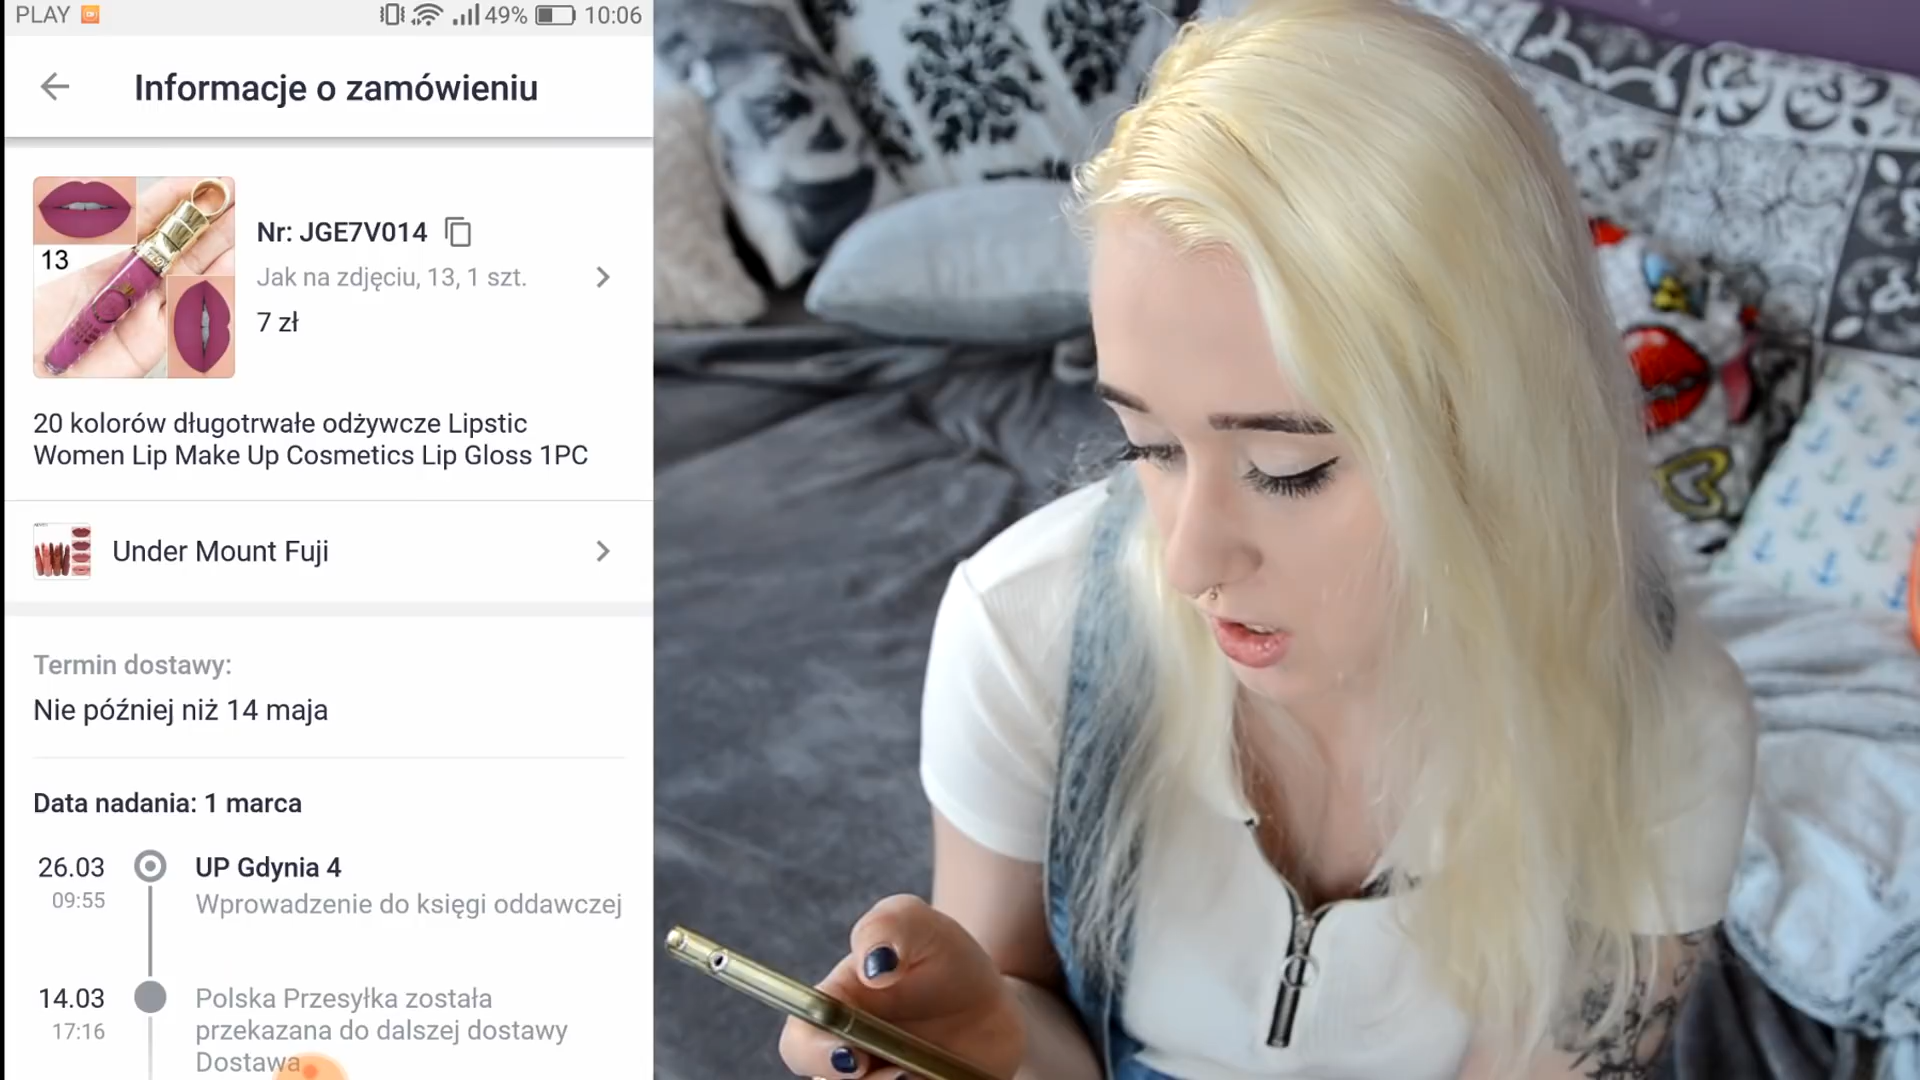 PLAY 49% 10:06
Informacje o zamówieniu
13
Nr: JGE7V014
Jak na zdjęciu, 13, 1 szt.
7 zł
20 kolorów długotrwałe odżywcze Lipstic
Women Lip Make Up Cosmetics Lip Gloss 1PC
Under Mount Fuji
Termin dostawy:
Nie później niż 14 maja
Data nadania: 1 marca
26.03 UP Gdynia 4
09:55 Wprowadzenie do księgi oddawczej
14.03 Polska Przesyłka została
17:16 przekazana do dalszej dostawy
Dostawa